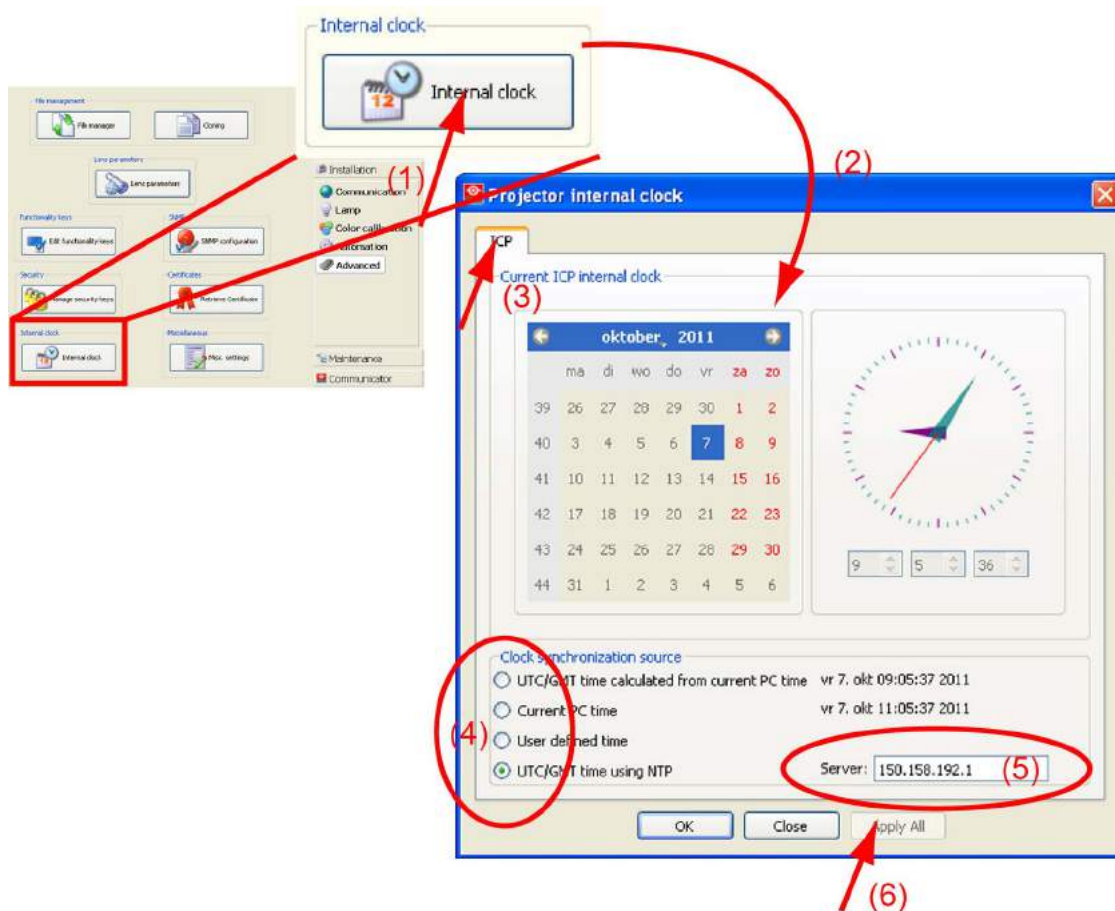 Internal clock
Internal clock
File management
File manager
Cloning
Lens parameters
Lens parameters
Functionality keys
SNMP
Edit functionality keys
SNMP configuration
Security
Certificates
Manage security keys
Retrieve Certificate
Internal clock
Miscellaneous
Internal clock
Misc. settings
Installation
Communication
Lamp
Color calibration
Automation
Advanced
Maintenance
Communicator
(1)
(2)
Projector internal clock
ICP
(3)
Current ICP internal clock
oktober, 2011
ma di wo do vr za zo
39 26 27 28 29 30 1 2
40 3 4 5 6 7 8 9
41 10 11 12 13 14 15 16
42 17 18 19 20 21 22 23
43 24 25 26 27 28 29 30
44 31 1 2 3 4 5 6
9 5 36
Clock synchronization source
UTC/GMT time calculated from current PC time vr 7. okt 09:05:37 2011
Current PC time vr 7. okt 11:05:37 2011
(4)
User defined time
UTC/GMT time using NTP Server: 150.158.192.1 (5)
OK Close Apply All
(6)